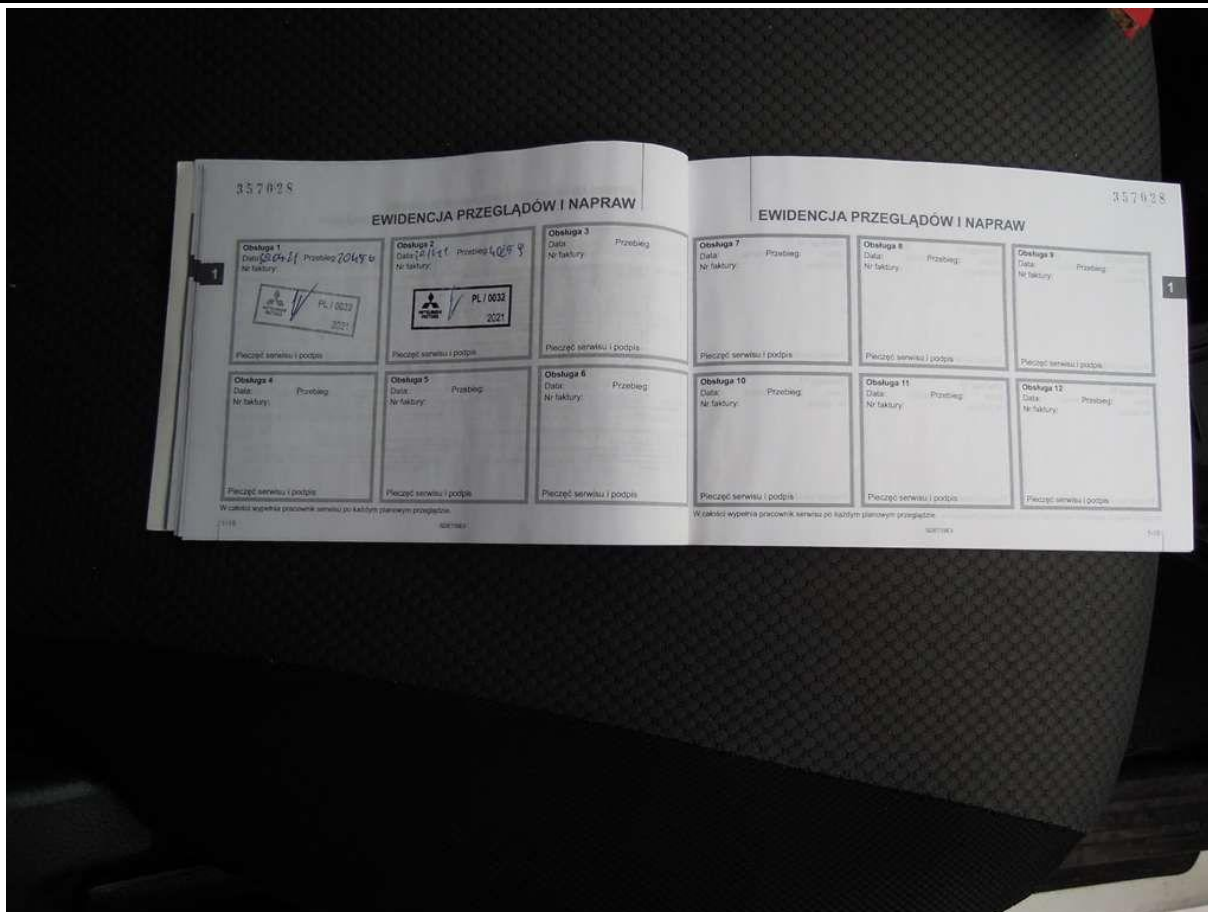 357028
EWIDENCJA PRZEGLĄDÓW I NAPRAW
Obsługa 1
Data: Przebieg: 20456
Nr faktury:
MITSUBISHI MOTORS PL / 0032
2021
Pieczęć serwisu i podpis
Obsługa 2
Data: Przebieg:
Nr faktury:
MITSUBISHI MOTORS PL / 0032
2021
Pieczęć serwisu i podpis
Obsługa 3
Data: Przebieg:
Nr faktury:
Pieczęć serwisu i podpis
Obsługa 4
Data: Przebieg:
Nr faktury:
Pieczęć serwisu i podpis
Obsługa 5
Data: Przebieg:
Nr faktury:
Pieczęć serwisu i podpis
Obsługa 6
Data: Przebieg:
Nr faktury:
Pieczęć serwisu i podpis
W całości wypełnia pracownik serwisu po każdym planowym przeglądzie.
1
357028
EWIDENCJA PRZEGLĄDÓW I NAPRAW
Obsługa 7
Data: Przebieg:
Nr faktury:
Pieczęć serwisu i podpis
Obsługa 8
Data: Przebieg:
Nr faktury:
Pieczęć serwisu i podpis
Obsługa 9
Data: Przebieg:
Nr faktury:
Pieczęć serwisu i podpis
Obsługa 10
Data: Przebieg:
Nr faktury:
Pieczęć serwisu i podpis
Obsługa 11
Data: Przebieg:
Nr faktury:
Pieczęć serwisu i podpis
Obsługa 12
Data: Przebieg:
Nr faktury:
Pieczęć serwisu i podpis
W całości wypełnia pracownik serwisu po każdym planowym przeglądzie.
1